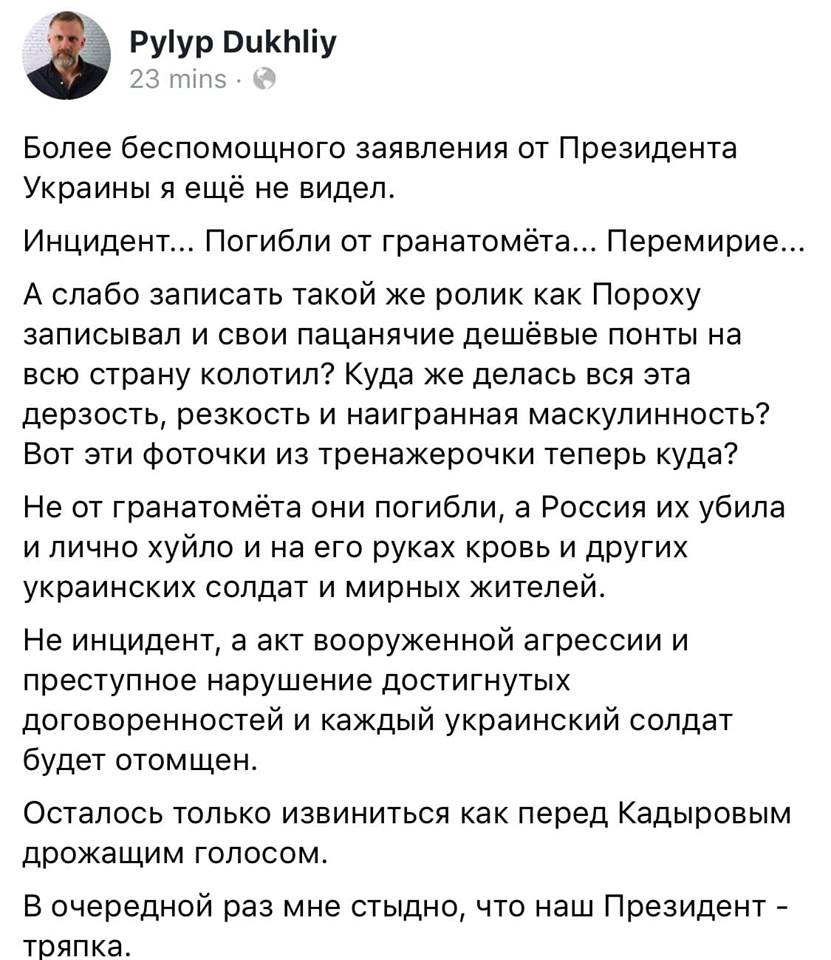 Pylyp Dukhliy
23 mins ·
Более беспомощного заявления от Президента
Украины я ещё не видел.
Инцидент... Погибли от гранатомёта... Перемирие...
А слабо записать такой же ролик как Пороху
записывал и свои пацанячие дешёвые понты на
всю страну колотил? Куда же делась вся эта
дерзость, резкость и наигранная маскулинность?
Вот эти фоточки из тренажерочки теперь куда?
Не от гранатомёта они погибли, а Россия их убила
и лично хуйло и на его руках кровь и других
украинских солдат и мирных жителей.
Не инцидент, а акт вооруженной агрессии и
преступное нарушение достигнутых
договоренностей и каждый украинский солдат
будет отомщен.
Осталось только извиниться как перед Кадыровым
дрожащим голосом.
В очередной раз мне стыдно, что наш Президент -
тряпка.